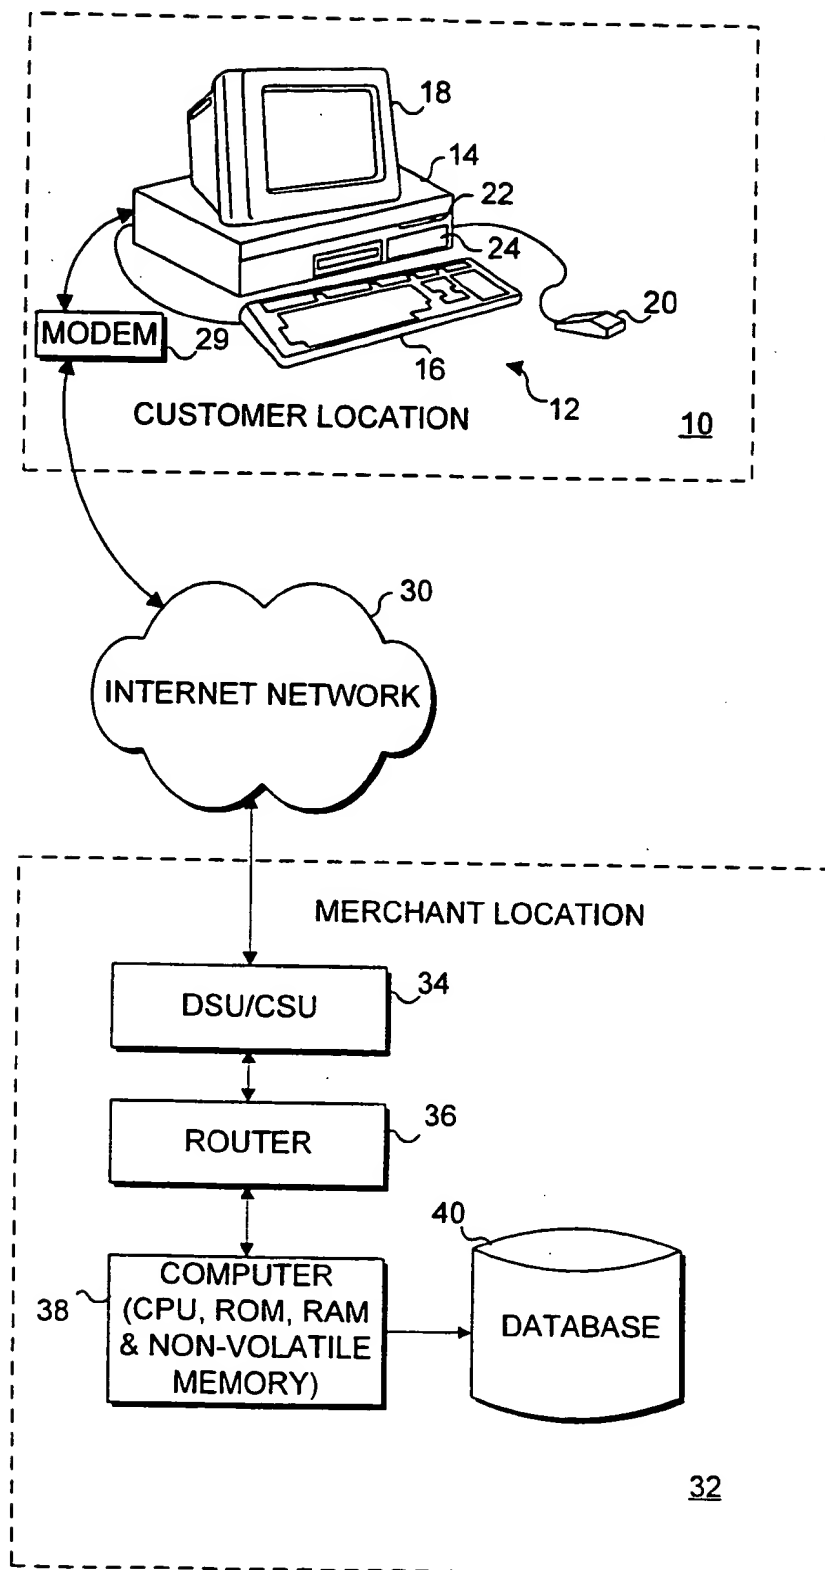 18
14
22
24
20
MODEM
29
16
12
CUSTOMER LOCATION
10
30
INTERNET NETWORK
MERCHANT LOCATION
DSU/CSU
34
ROUTER
36
40
COMPUTER
(CPU, ROM, RAM
& NON-VOLATILE
MEMORY)
38
DATABASE
32